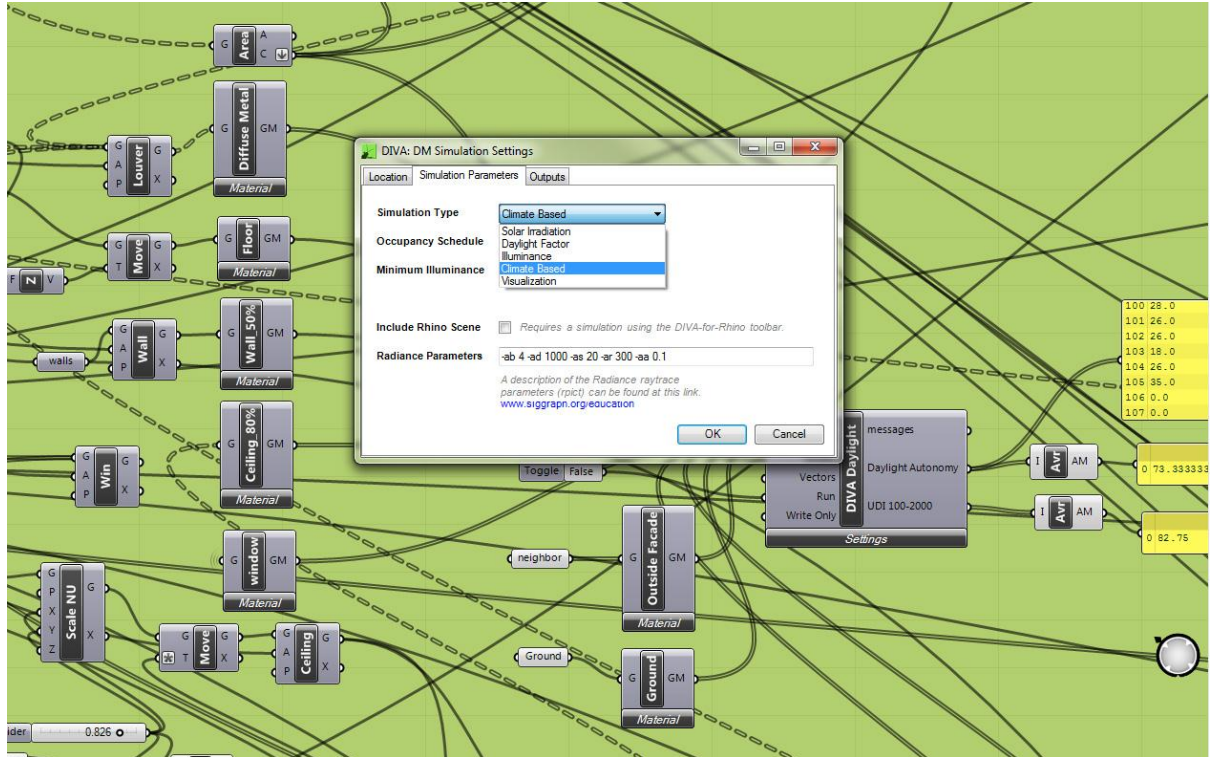 Area
G
A
C
Diffuse Metal
G
GM
Material
Louver
G
A
P
G
X
Move
G
T
G
X
F
N
V
Floor
G
GM
Material
walls
Wall
G
A
P
G
X
Wall_50%
G
GM
Material
Ceiling_80%
G
GM
Material
Win
G
A
P
G
X
window
G
GM
Material
Scale NU
G
P
X
Y
Z
G
X
Move
G
T
G
X
Ceiling
G
A
P
G
X
ider
0.826
DIVA: DM Simulation Settings
Location
Simulation Parameters
Outputs
Simulation Type
Climate Based
Solar Irradiation
Daylight Factor
Illuminance
Climate Based
Visualization
Occupancy Schedule
Minimum Illuminance
Include Rhino Scene
Requires a simulation using the DIVA-for-Rhino toolbar.
Radiance Parameters
-ab 4 -ad 1000 -as 20 -ar 300 -aa 0.1
A description of the Radiance raytrace
parameters (rpict) can be found at this link.
www.siggraph.org/education
OK
Cancel
Toggle
False
neighbor
Outside Facade
G
GM
Material
Ground
Ground
G
GM
Material
Vectors
Run
Write Only
DIVA Daylight
messages
Daylight Autonomy
UDI 100-2000
Settings
I
Avr
AM
I
Avr
AM
100 28.0
101 26.0
102 26.0
103 18.0
104 26.0
105 35.0
106 0.0
107 0.0
0 73.333333
0 82.75